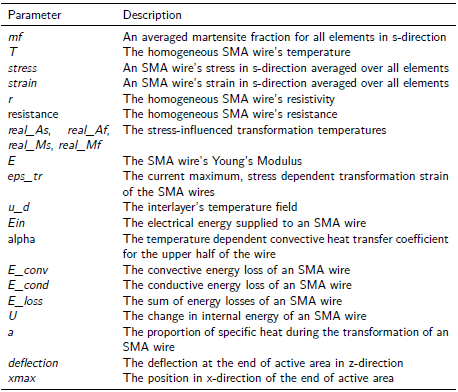 Parameter Description
mf An averaged martensite fraction for all elements in s-direction
T The homogeneous SMA wire's temperature
stress An SMA wire's stress in s-direction averaged over all elements
strain An SMA wire's strain in s-direction averaged over all elements
r The homogeneous SMA wire's resistivity
resistance The homogeneous SMA wire's resistance
real_As, real_Af, The stress-influenced transformation temperatures
real_Ms, real_Mf
E The SMA wire's Young's Modulus
eps_tr The current maximum, stress dependent transformation strain
of the SMA wires
u_d The interlayer's temperature field
Ein The electrical energy supplied to an SMA wire
alpha The temperature dependent convective heat transfer coefficient
for the upper half of the wire
E_conv The convective energy loss of an SMA wire
E_cond The conductive energy loss of an SMA wire
E_loss The sum of energy losses of an SMA wire
U The change in internal energy of an SMA wire
a The proportion of specific heat during the transformation of an
SMA wire
deflection The deflection at the end of active area in z-direction
xmax The position in x-direction of the end of active area